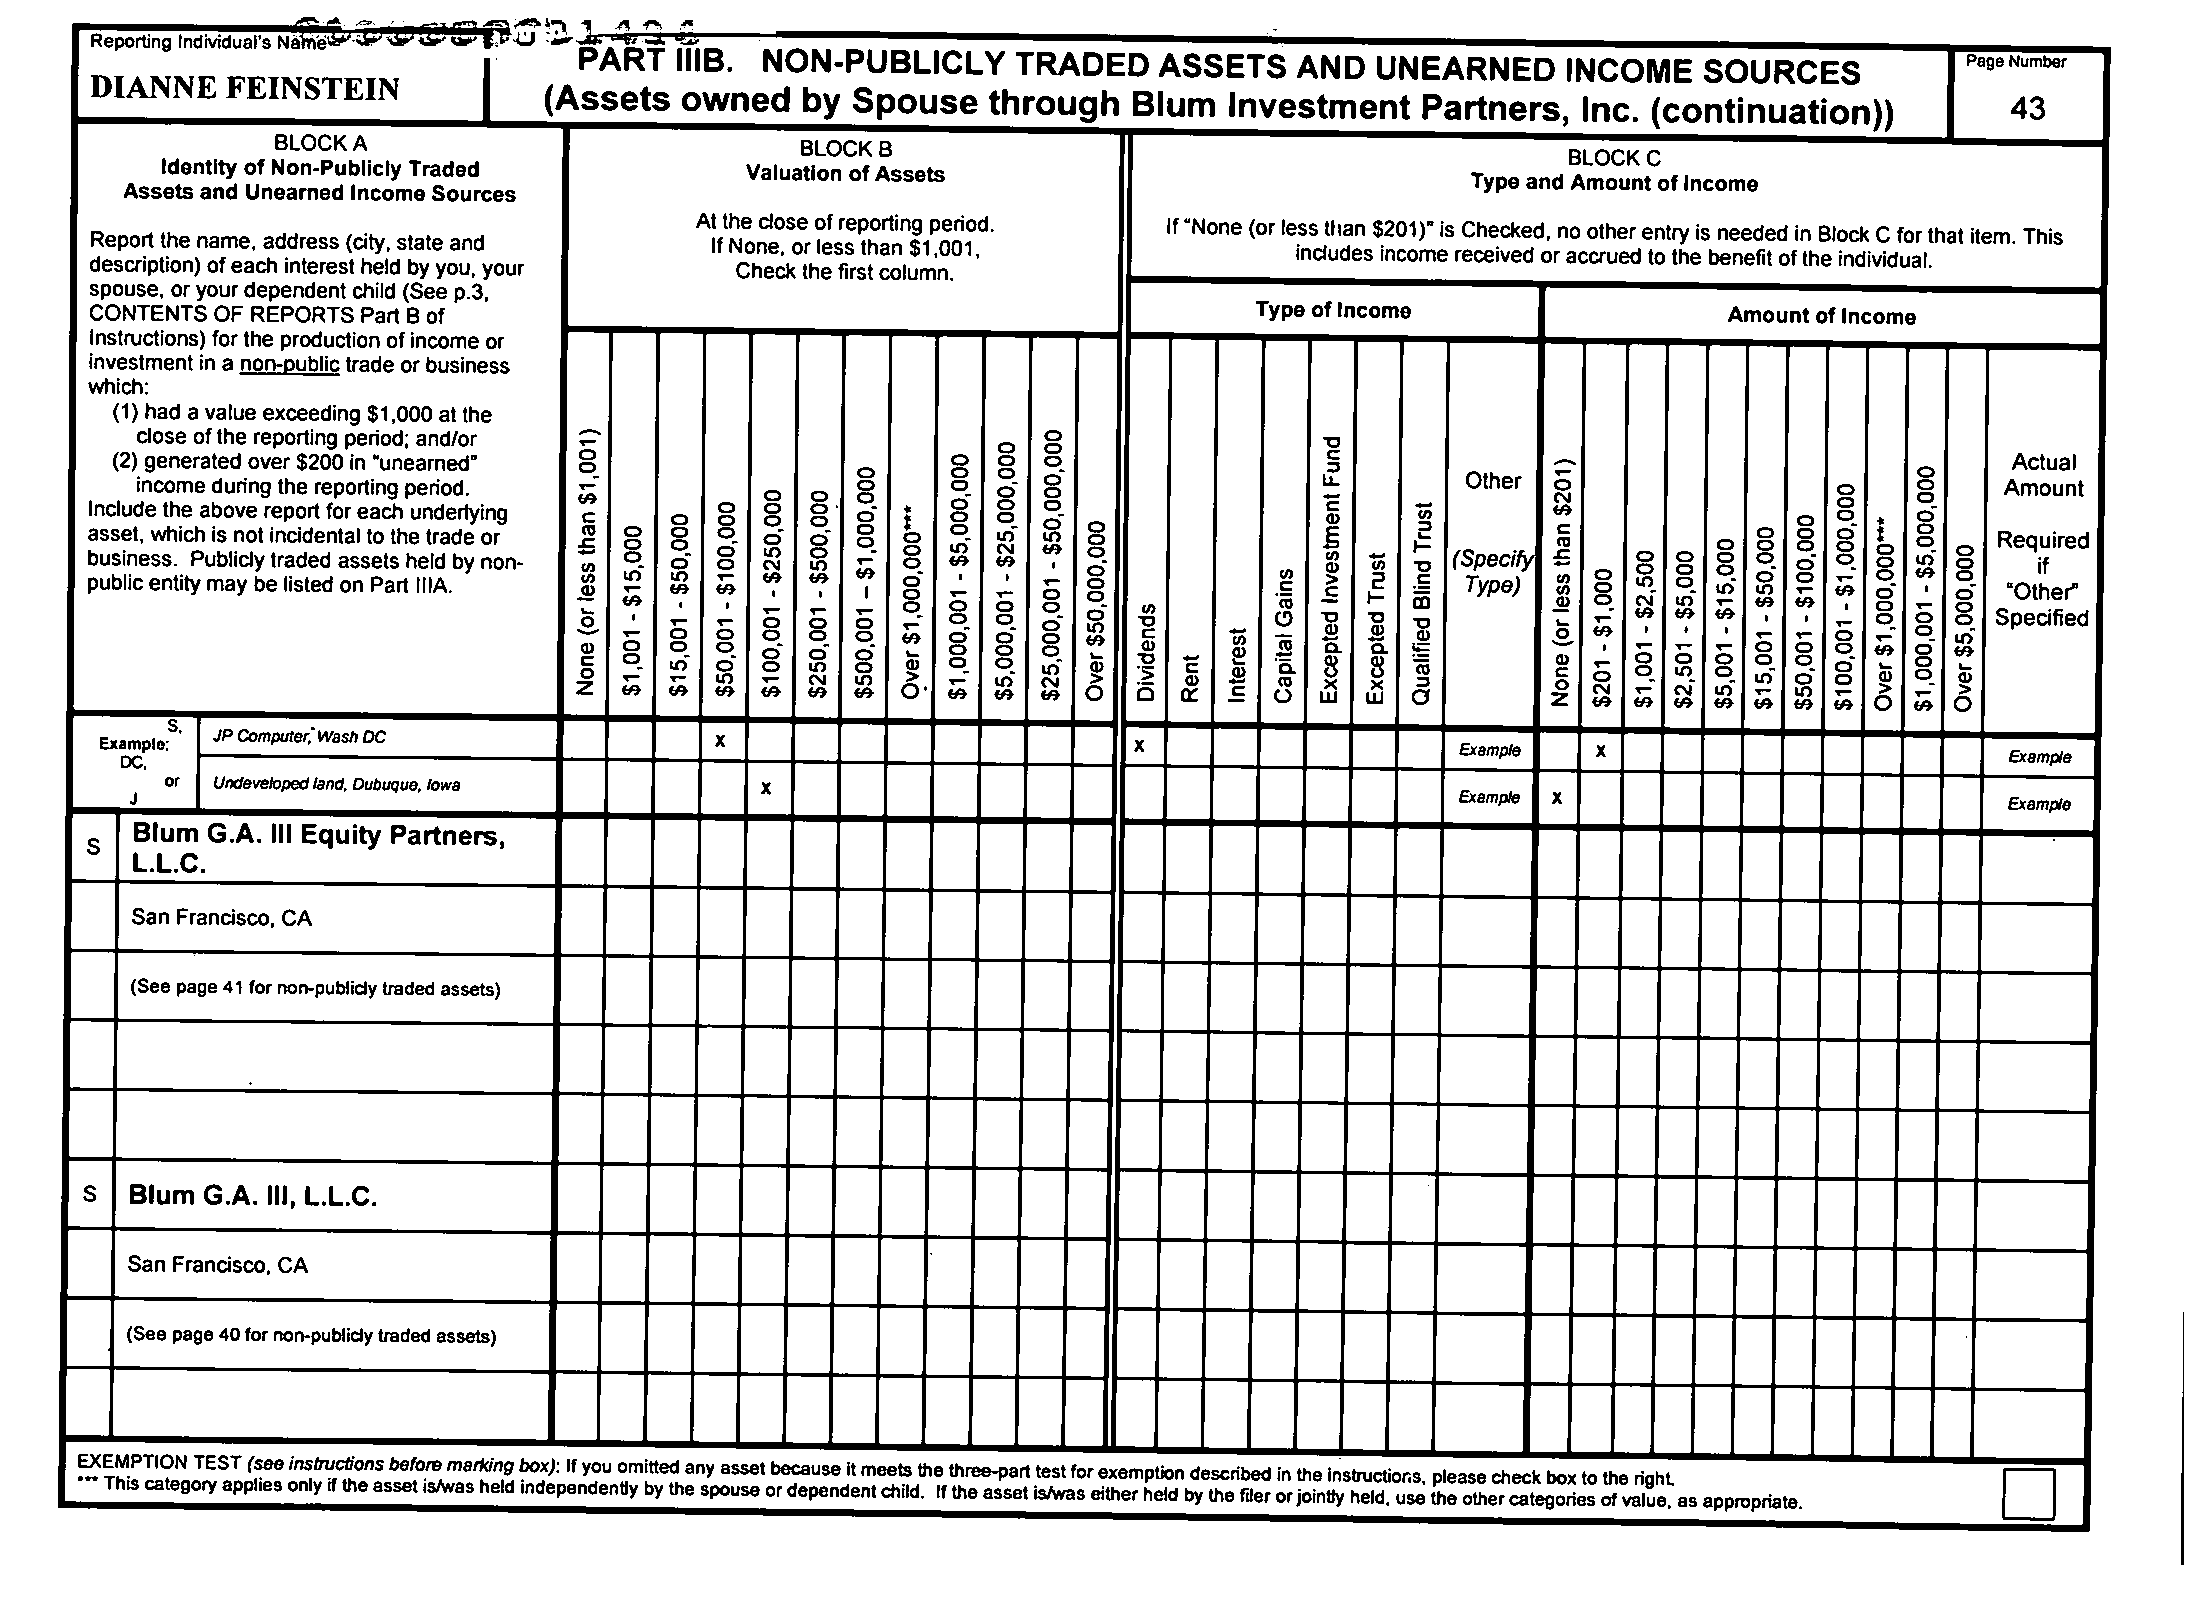 Reporting Individual's Name
DIANNE FEINSTEIN
PART IIIB. NON-PUBLICLY TRADED ASSETS AND UNEARNED INCOME SOURCES
(Assets owned by Spouse through Blum Investment Partners, Inc. (continuation))
Page Number
43
BLOCK A
Identity of Non-Publicly Traded
Assets and Unearned Income Sources
Report the name, address (city, state and
description) of each interest held by you, your
spouse, or your dependent child (See p.3,
CONTENTS OF REPORTS Part B of
Instructions) for the production of income or
investment in a non-public trade or business
which:
(1) had a value exceeding $1,000 at the
close of the reporting period; and/or
(2) generated over $200 in "unearned"
income during the reporting period.
Include the above report for each underlying
asset, which is not incidental to the trade or
business. Publicly traded assets held by non-
public entity may be listed on Part IIIA.
BLOCK B
Valuation of Assets
At the close of reporting period.
If None, or less than $1,001,
Check the first column.
None (or less than $1,001)
$1,001 - $15,000
$15,001 - $50,000
$50,001 - $100,000
$100,001 - $250,000
$250,001 - $500,000
$500,001 – $1,000,000
Over $1,000,000***
$1,000,001 - $5,000,000
$5,000,001 - $25,000,000
$25,000,001 - $50,000,000
Over $50,000,000
BLOCK C
Type and Amount of Income
If "None (or less than $201)" is Checked, no other entry is needed in Block C for that item. This
includes income received or accrued to the benefit of the individual.
Type of Income
Dividends
Rent
Interest
Capital Gains
Excepted Investment Fund
Excepted Trust
Qualified Blind Trust
Other
(Specify
Type)
Amount of Income
None (or less than $201)
$201 - $1,000
$1,001 - $2,500
$2,501 - $5,000
$5,001 - $15,000
$15,001 - $50,000
$50,001 - $100,000
$100,001 - $1,000,000
Over $1,000,000***
$1,000,001 - $5,000,000
Over $5,000,000
Actual
Amount
Required
if
"Other"
Specified
S,
Example:
DC,
or
J
JP Computer, Wash DC
X
X
Example
X
Example
Undeveloped land, Dubuque, Iowa
X
Example
X
Example
S
Blum G.A. III Equity Partners,
L.L.C.
San Francisco, CA
(See page 41 for non-publicly traded assets)
S
Blum G.A. III, L.L.C.
San Francisco, CA
(See page 40 for non-publicly traded assets)
EXEMPTION TEST (see instructions before marking box): If you omitted any asset because it meets the three-part test for exemption described in the instructions, please check box to the right.
*** This category applies only if the asset is/was held independently by the spouse or dependent child. If the asset is/was either held by the filer or jointly held, use the other categories of value, as appropriate.